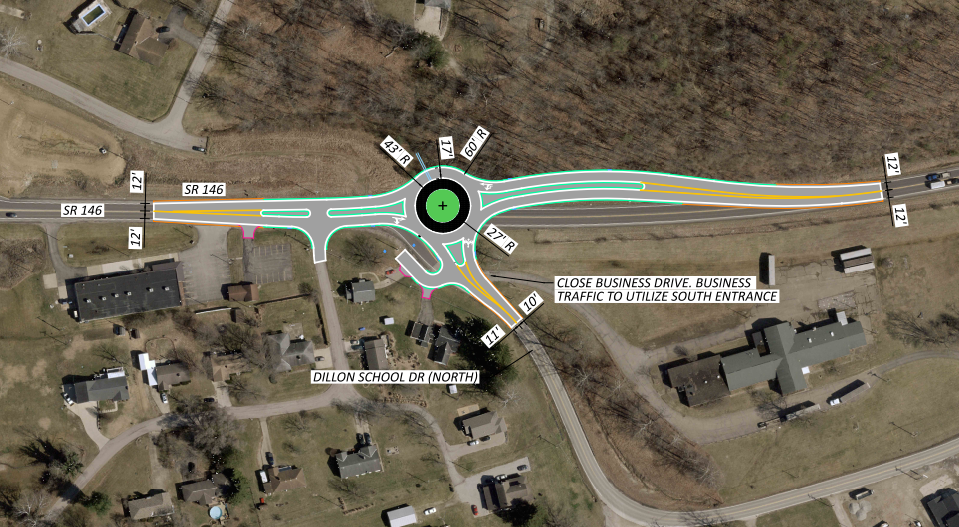 43' R
17'
60' R
12'
SR 146
SR 146
12'
12'
12'
27' R
CLOSE BUSINESS DRIVE. BUSINESS
TRAFFIC TO UTILIZE SOUTH ENTRANCE
10'
11'
DILLON SCHOOL DR (NORTH)